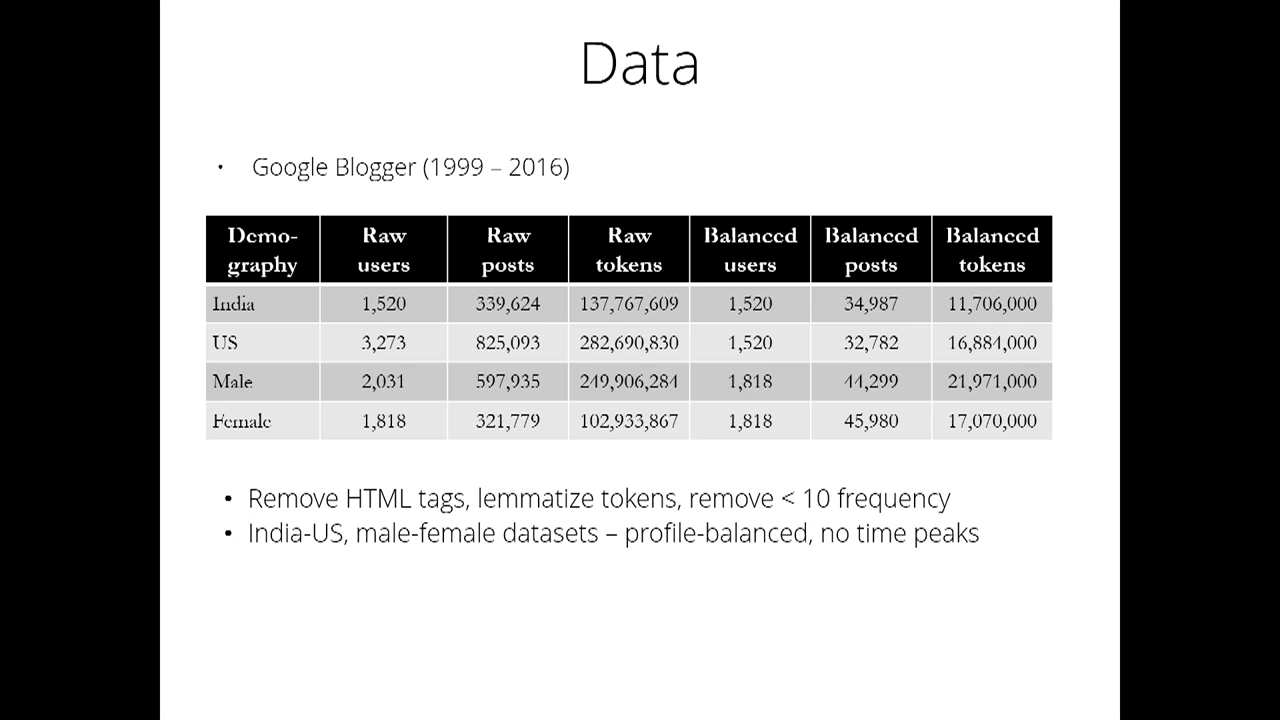 Data
• Google Blogger (1999 – 2016)
Demo-graphy Raw users Raw posts Raw tokens Balanced users Balanced posts Balanced tokens
India 1,520 339,624 137,767,609 1,520 34,987 11,706,000
US 3,273 825,093 282,690,830 1,520 32,782 16,884,000
Male 2,031 597,935 249,906,284 1,818 44,299 21,971,000
Female 1,818 321,779 102,933,867 1,818 45,980 17,070,000
• Remove HTML tags, lemmatize tokens, remove < 10 frequency
• India-US, male-female datasets – profile-balanced, no time peaks